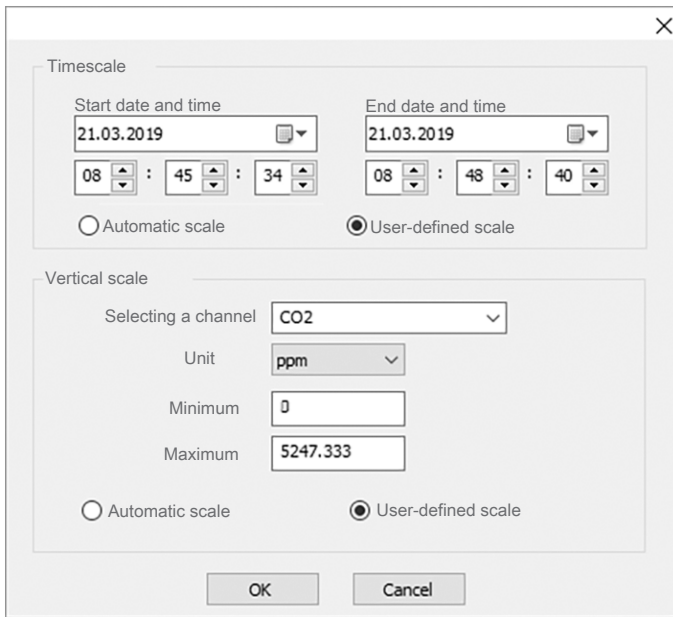 Timescale
Start date and time End date and time
21.03.2019 21.03.2019
08 : 45 : 34 08 : 48 : 40
Automatic scale User-defined scale
Vertical scale
Selecting a channel CO2
Unit ppm
Minimum 0
Maximum 5247.333
Automatic scale User-defined scale
OK Cancel